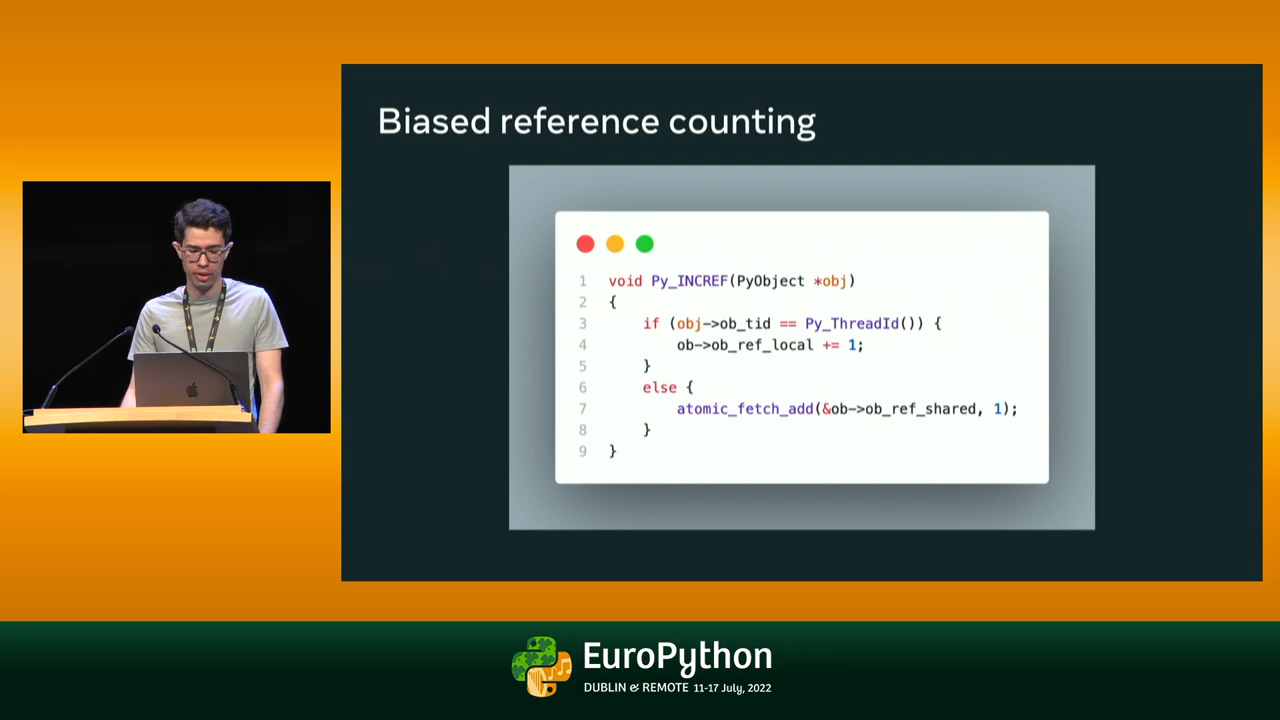 Biased reference counting
1 void Py_INCREF(PyObject *obj)
2 {
3 if (obj->ob_tid == Py_ThreadId()) {
4 ob->ob_ref_local += 1;
5 }
6 else {
7 atomic_fetch_add(&ob->ob_ref_shared, 1);
8 }
9 }
EuroPython
DUBLIN & REMOTE 11-17 July, 2022